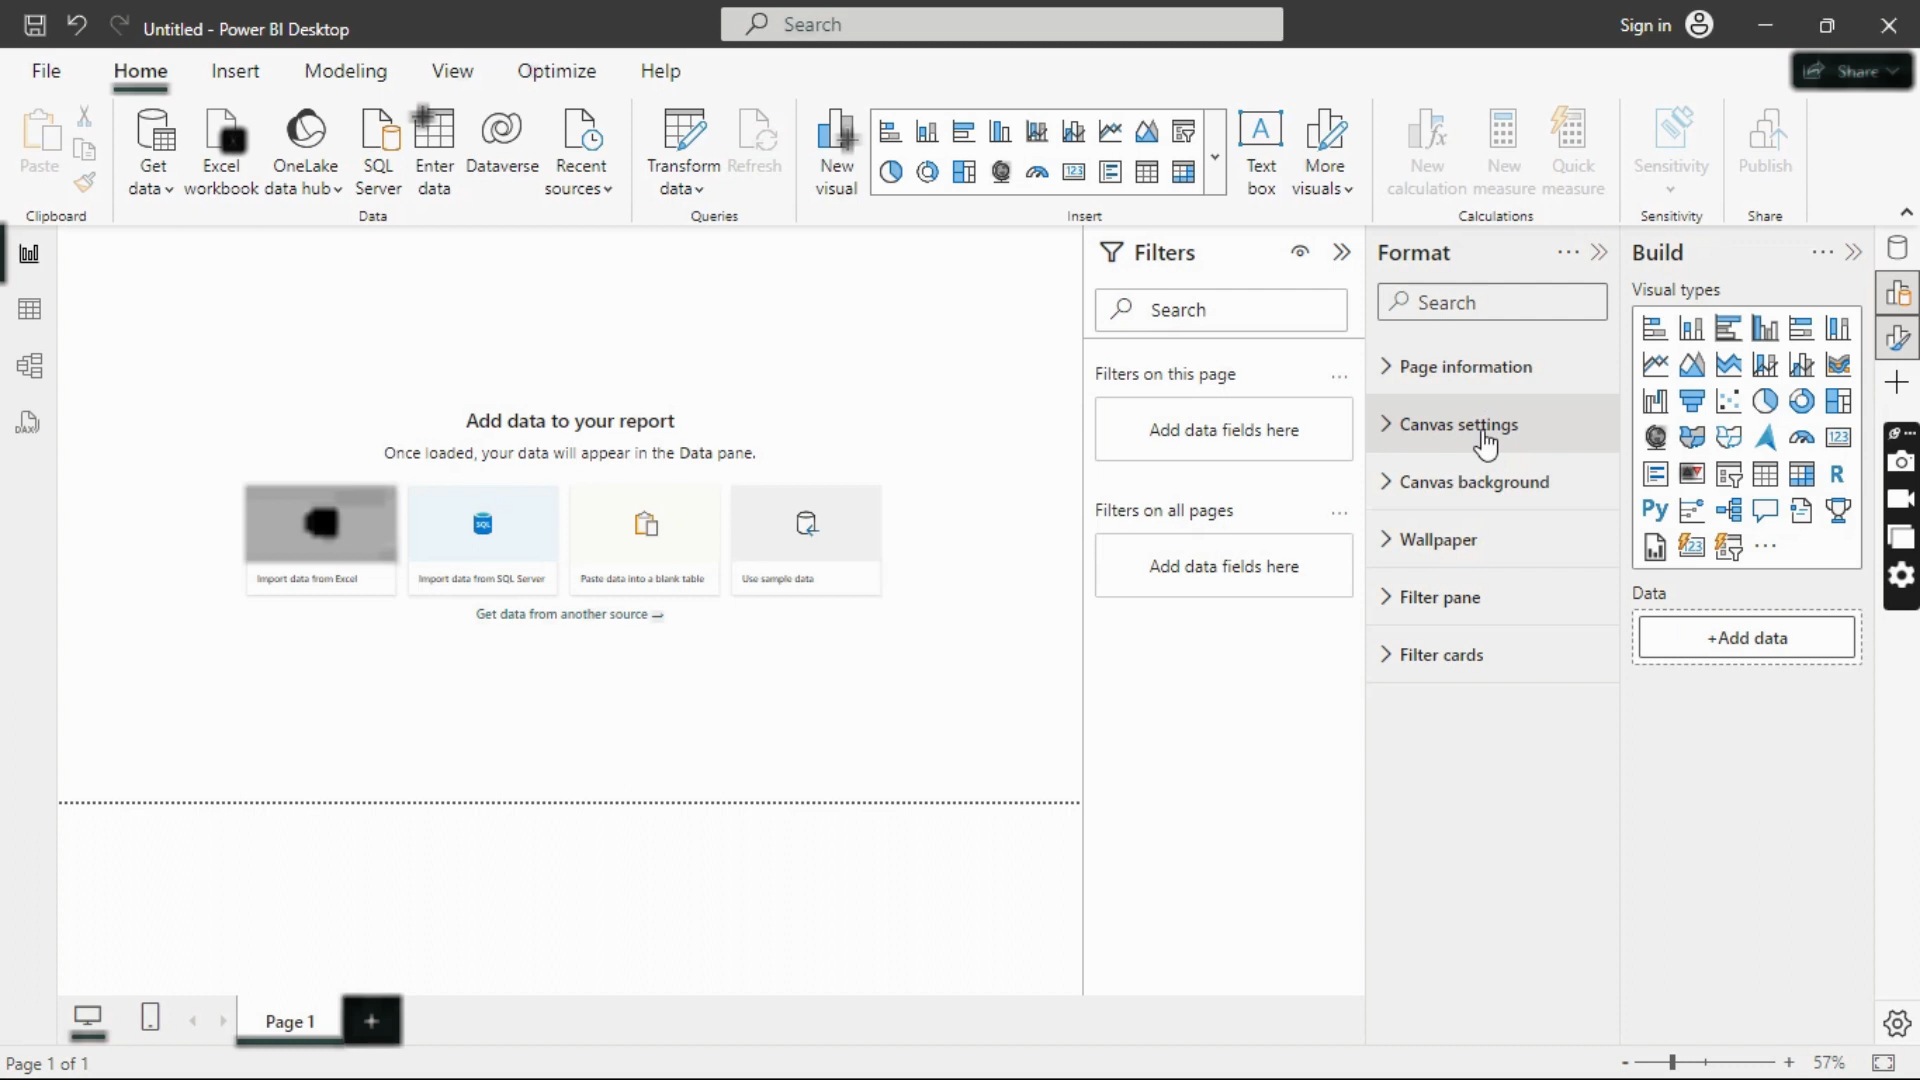 Untitled - Power BI Desktop
Search
Sign in
File
Home
Insert
Modeling
View
Optimize
Help
Share
Paste
Get data
Excel workbook
OneLake data hub
SQL Server
Enter data
Dataverse
Recent sources
Transform data
Refresh
New visual
Text box
More visuals
New calculation
New measure
Quick measure
Sensitivity
Publish
Clipboard
Data
Queries
Insert
Calculations
Sensitivity
Share
Filters
Search
Filters on this page
Add data fields here
Filters on all pages
Add data fields here
Format
Search
Page information
Canvas settings
Canvas background
Wallpaper
Filter pane
Filter cards
Build
Visual types
123
R
Py
123
Data
+Add data
DAX
Add data to your report
Once loaded, your data will appear in the Data pane.
SQL
Import data from Excel
Import data from SQL Server
Paste data into a blank table
Use sample data
Get data from another source
Page 1
Page 1 of 1
57%